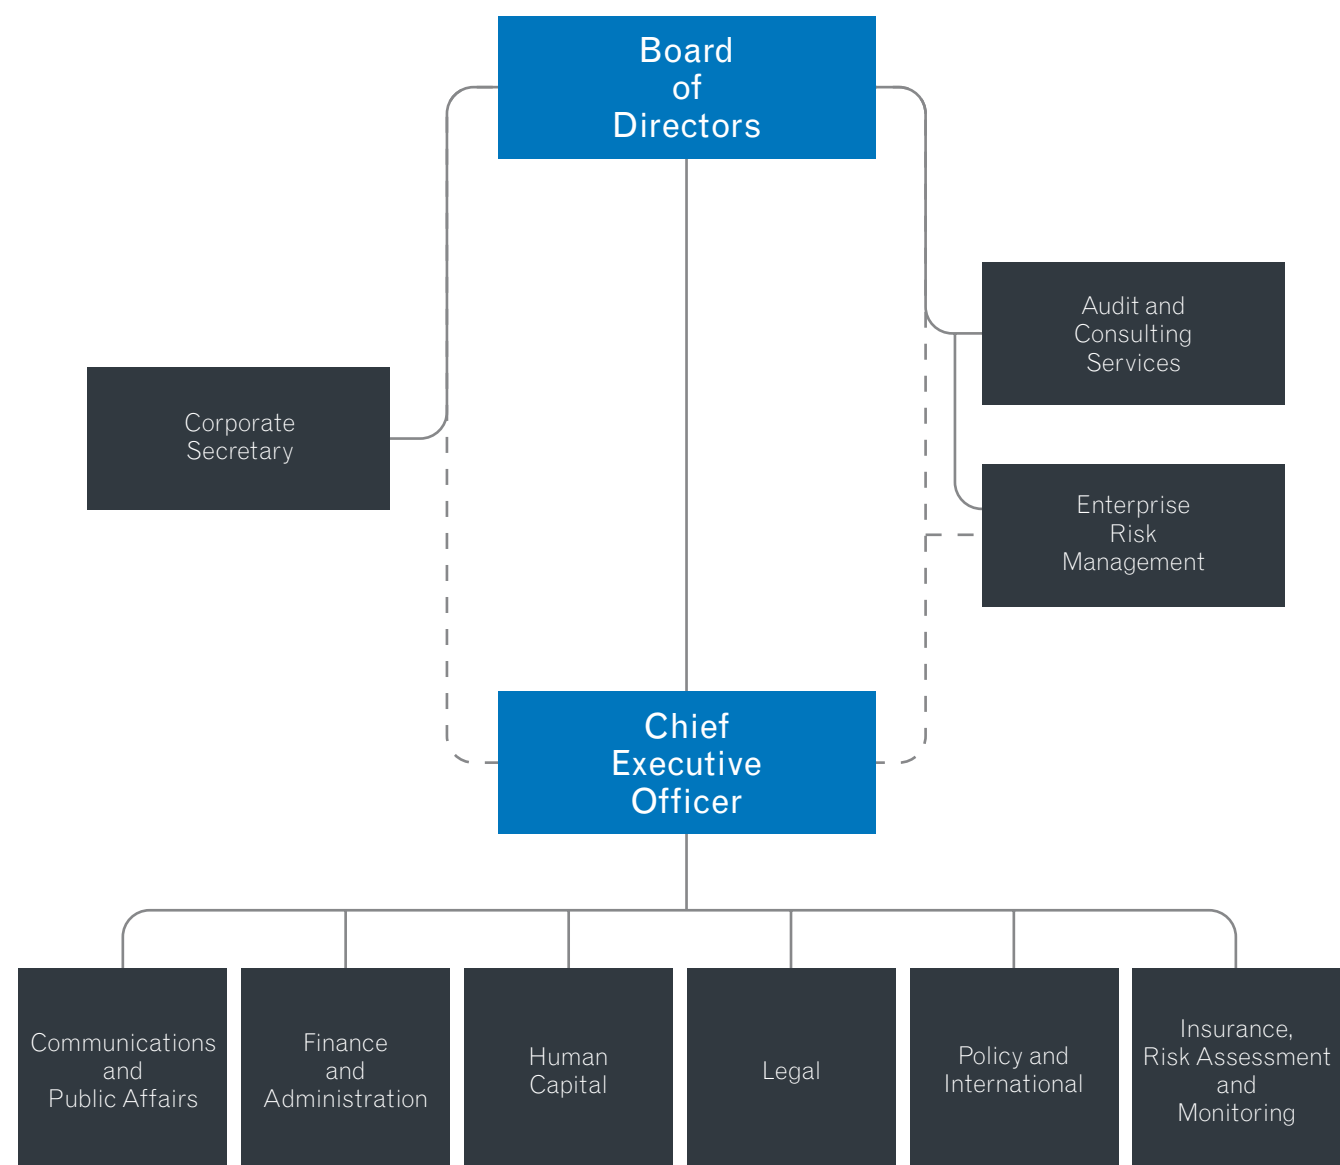 Board
of
Directors
Audit and
Consulting
Services
Corporate
Secretary
Enterprise
Risk
Management
Chief
Executive
Officer
Communications
and
Public Affairs
Finance
and
Administration
Human
Capital
Legal
Policy and
International
Insurance,
Risk Assessment
and
Monitoring